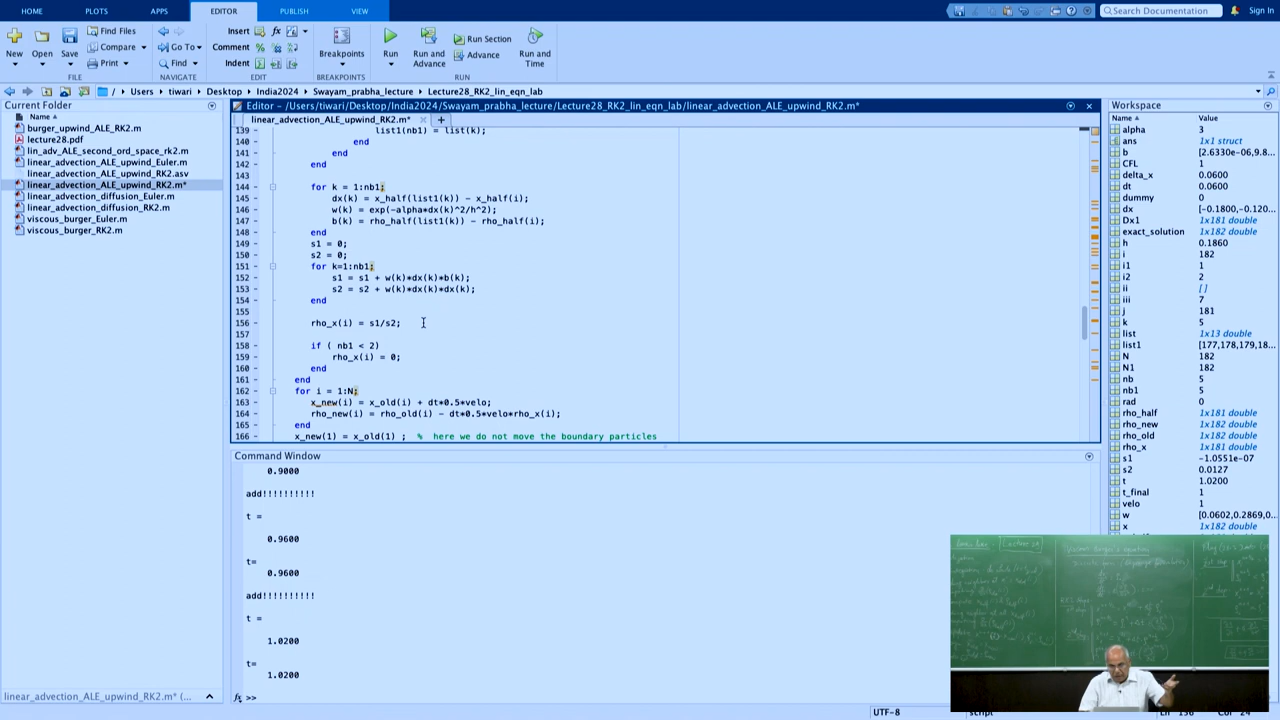 HOME PLOTS APPS EDITOR PUBLISH VIEW
Search Documentation Sign In
New Open Save Find Files Compare Print Go To Find Insert Comment Indent Breakpoints Run Run and Advance Run Section Advance Run and Time
FILE NAVIGATE EDIT BREAKPOINTS RUN
/ Users tiwari Desktop India2024 Swayam_prabha_lecture Lecture28_RK2_lin_eqn_lab
Current Folder
Name
burger_upwind_ALE_RK2.m
lecture28.pdf
lin_adv_ALE_second_ord_space_rk2.m
linear_advection_ALE_upwind_Euler.m
linear_advection_ALE_upwind_RK2.asv
linear_advection_ALE_upwind_RK2.m*
linear_advection_diffusion_Euler.m
linear_advection_diffusion_RK2.m
viscous_burger_Euler.m
viscous_burger_RK2.m
linear_advection_ALE_upwind_RK2.m* (...
Editor - /Users/tiwari/Desktop/India2024/Swayam_prabha_lecture/Lecture28_RK2_lin_eqn_lab/linear_advection_ALE_upwind_RK2.m*
linear_advection_ALE_upwind_RK2.m*
139 list1(nb1) = list(k);
140 end
141 end
142 end
143
144 for k = 1:nb1;
145 dx(k) = x_half(list1(k)) - x_half(i);
146 w(k) = exp(-alpha*dx(k)^2/h^2);
147 b(k) = rho_half(list1(k)) - rho_half(i);
148 end
149 s1 = 0;
150 s2 = 0;
151 for k=1:nb1;
152 s1 = s1 + w(k)*dx(k)*b(k);
153 s2 = s2 + w(k)*dx(k)*dx(k);
154 end
155
156 rho_x(i) = s1/s2;
157
158 if ( nb1 < 2)
159 rho_x(i) = 0;
160 end
161 end
162 for i = 1:N;
163 x_new(i) = x_old(i) + dt*0.5*velo;
164 rho_new(i) = rho_old(i) - dt*0.5*velo*rho_x(i);
165 end
166 x_new(1) = x_old(1) ; % here we do not move the boundary particles
Command Window
0.9000
add!!!!!!!!!!
t =
0.9600
t=
0.9600
add!!!!!!!!!!
t =
1.0200
t=
1.0200
fx >>
Workspace
Name Value
alpha 3
ans 1x1 struct
b [2.6330e-06,9.8...
CFL 1
delta_x 0.0600
dt 0.0600
dummy 0
dx [-0.1800,-0.120...
Dx1 1x181 double
exact_solution 1x182 double
h 0.1860
i 182
i1 1
i2 2
ii []
iii 7
j 181
k 5
list 1x13 double
list1 [177,178,179,18...
N 182
N1 182
nb 5
nb1 5
rad 0
rho_half 1x181 double
rho_new 1x182 double
rho_old 1x182 double
rho_x 1x181 double
s1 -1.0551e-07
s2 0.0127
t 1.0200
t_final 1
velo 1
w [0.0602,0.2869,0...
x 1x182 double
Viscous Burger's equation
UTF-8 script